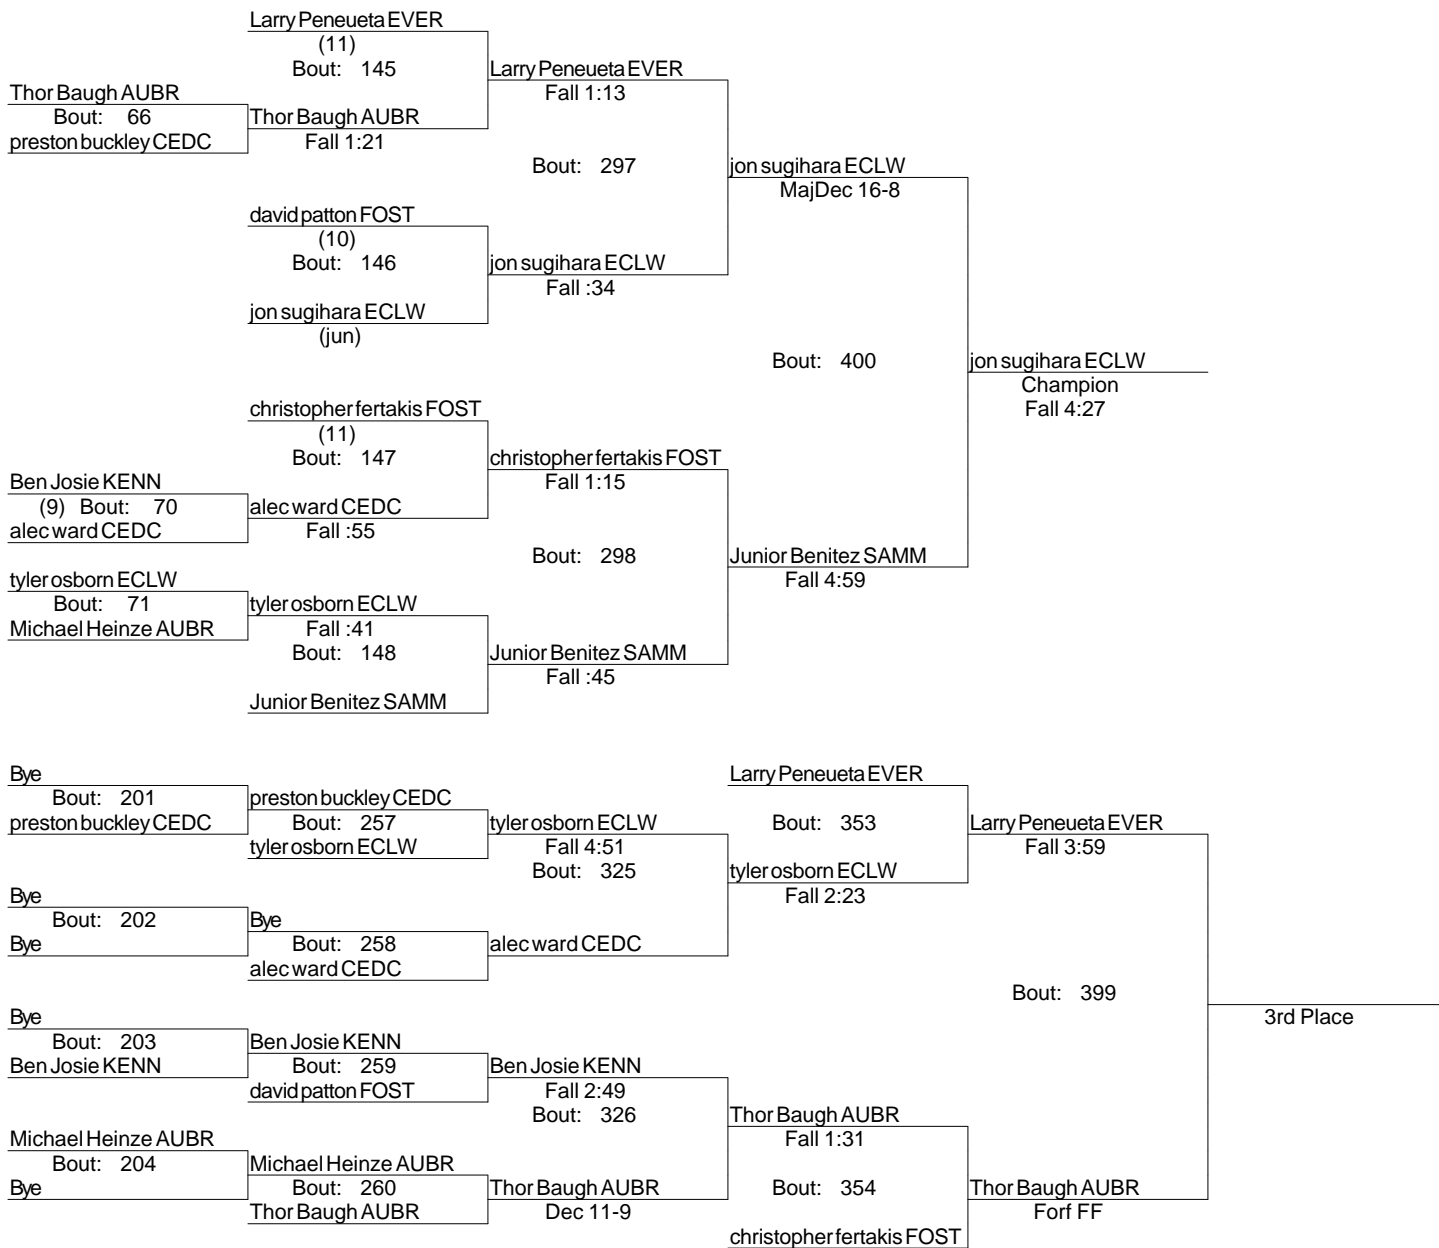 Larry Peneueta EVER
(11)
Bout: 145
Larry Peneueta EVER
Fall 1:13
Thor Baugh AUBR
Bout: 66
preston buckley CEDC
Thor Baugh AUBR
Fall 1:21
Bout: 297
jon sugihara ECLW
MajDec 16-8
david patton FOST
(10)
Bout: 146
jon sugihara ECLW
Fall :34
jon sugihara ECLW
(jun)
Bout: 400
jon sugihara ECLW
Champion
Fall 4:27
christopher fertakis FOST
(11)
Bout: 147
christopher fertakis FOST
Fall 1:15
Ben Josie KENN
(9) Bout: 70
alec ward CEDC
alec ward CEDC
Fall :55
Bout: 298
Junior Benitez SAMM
Fall 4:59
tyler osborn ECLW
Bout: 71
Michael Heinze AUBR
tyler osborn ECLW
Fall :41
Bout: 148
Junior Benitez SAMM
Fall :45
Junior Benitez SAMM
Bye
Bout: 201
preston buckley CEDC
preston buckley CEDC
Bout: 257
tyler osborn ECLW
tyler osborn ECLW
Fall 4:51
Bout: 325
Larry Peneueta EVER
Bout: 353
Larry Peneueta EVER
Fall 3:59
tyler osborn ECLW
Fall 2:23
Bye
Bout: 202
Bye
Bye
Bout: 258
alec ward CEDC
alec ward CEDC
Bout: 399
3rd Place
Bye
Bout: 203
Ben Josie KENN
Ben Josie KENN
Bout: 259
david patton FOST
Ben Josie KENN
Fall 2:49
Bout: 326
Thor Baugh AUBR
Fall 1:31
Michael Heinze AUBR
Bout: 204
Bye
Michael Heinze AUBR
Bout: 260
Thor Baugh AUBR
Thor Baugh AUBR
Dec 11-9
Bout: 354
Thor Baugh AUBR
Forf FF
christopher fertakis FOST